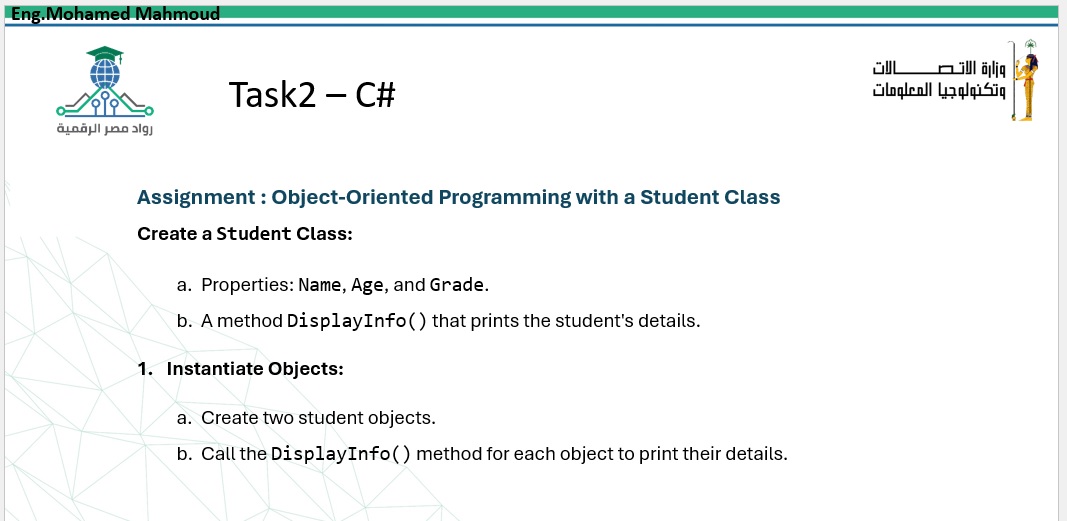 Eng.Mohamed Mahmoud
وزارة الاتـصـــالات
وتكنولوجيا المعلومات
Task2 – C#
رواد مصر الرقمية
Assignment : Object-Oriented Programming with a Student Class
Create a Student Class:
a. Properties: Name, Age, and Grade.
b. A method DisplayInfo() that prints the student's details.
1. Instantiate Objects:
a. Create two student objects.
b. Call the DisplayInfo() method for each object to print their details.